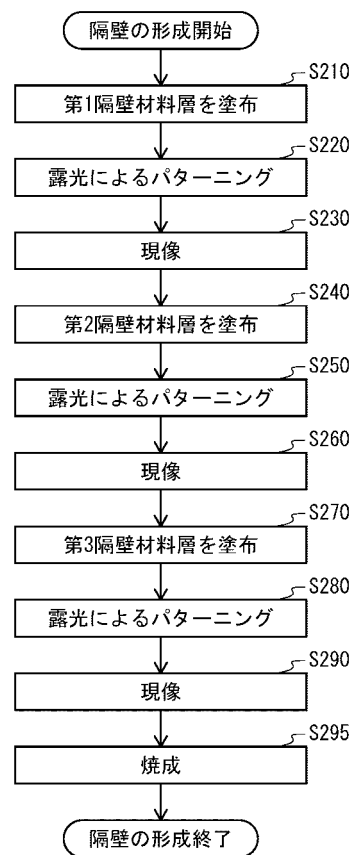 隔壁の形成開始
S210
第1隔壁材料層を塗布
S220
露光によるパターニング
S230
現像
S240
第2隔壁材料層を塗布
S250
露光によるパターニング
S260
現像
S270
第3隔壁材料層を塗布
S280
露光によるパターニング
S290
現像
S295
焼成
隔壁の形成終了